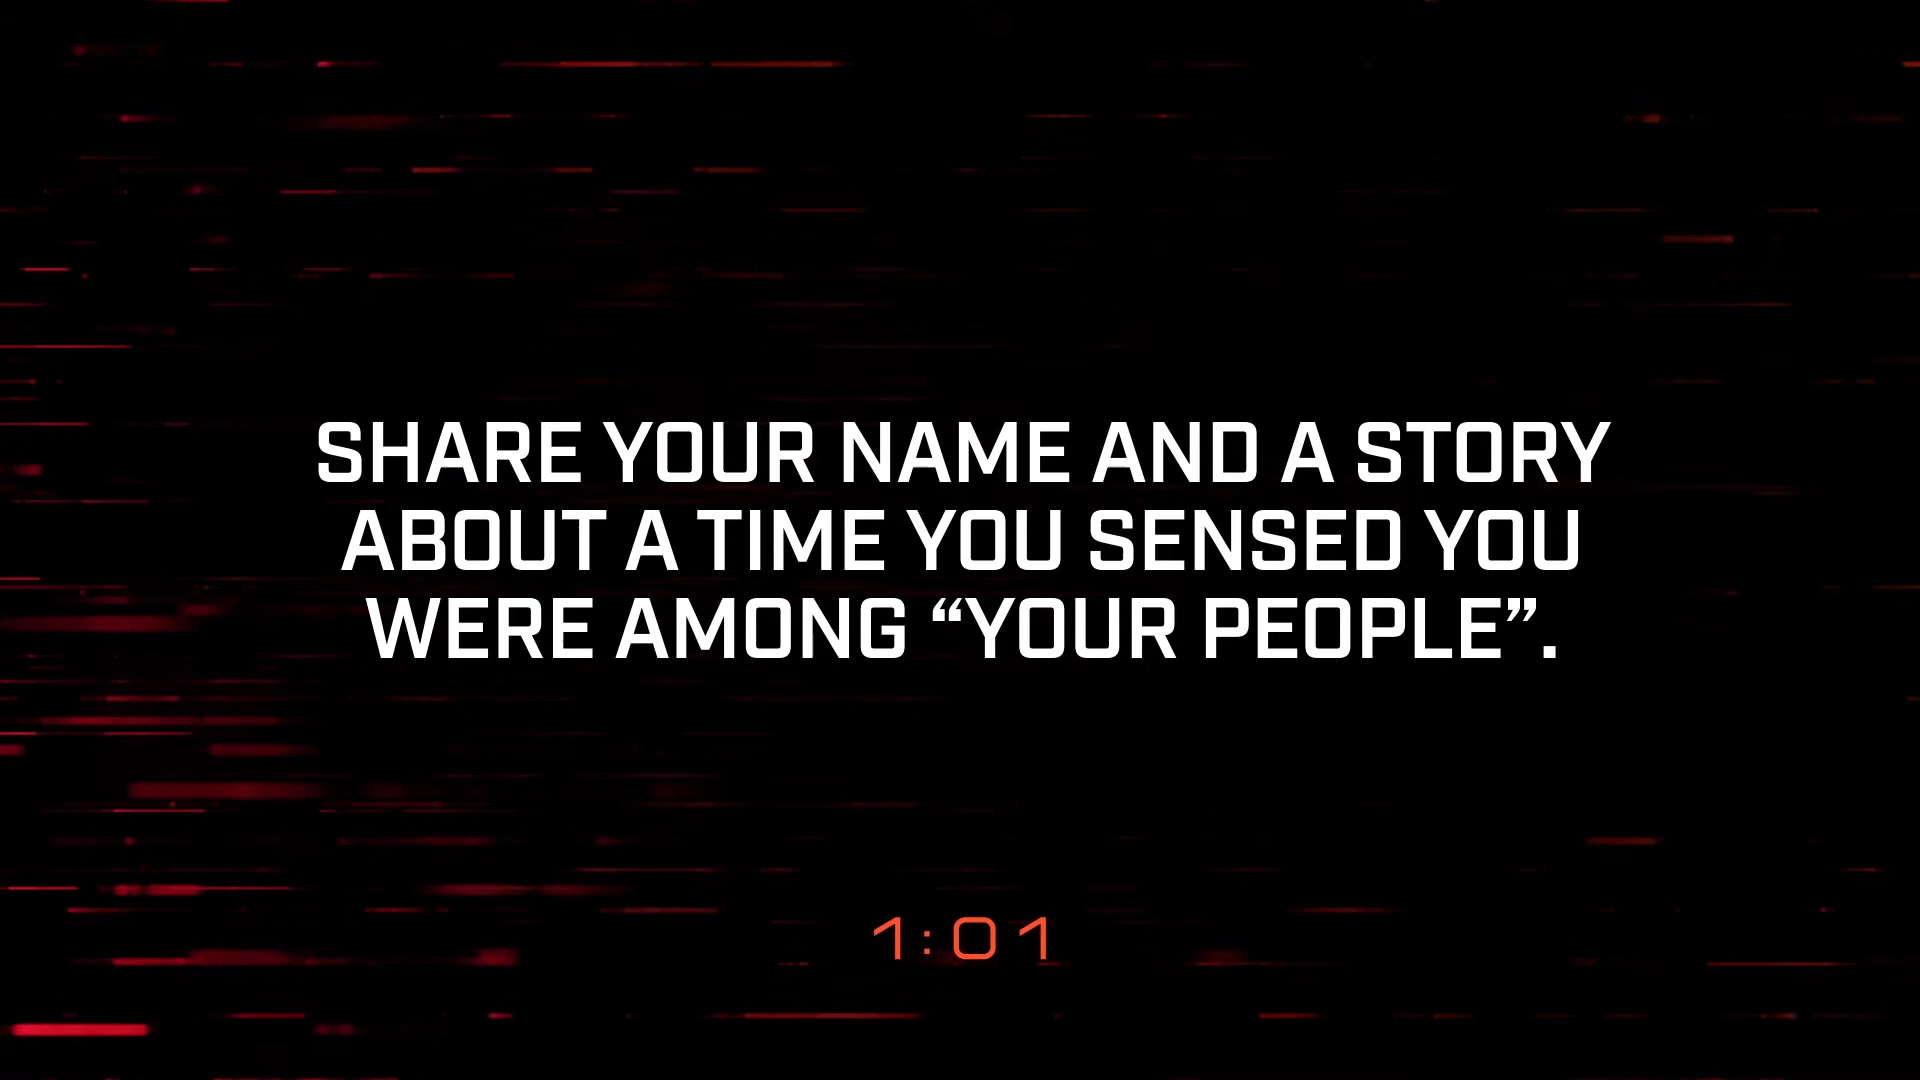 SHARE YOUR NAME AND A STORY
ABOUT A TIME YOU SENSED YOU
WERE AMONG “YOUR PEOPLE”.
1:01